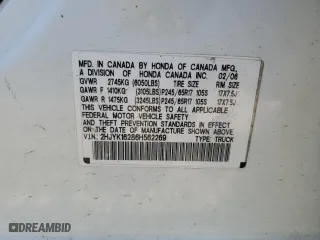 MFD. IN CANADA BY HONDA OF CANADA MFG.,
A DIVISION OF HONDA CANADA INC. 02/06
GVWR 2745KG (6050LBS) TIRE SIZE RIM SIZE
GAWR F 1410KG (3105LBS) P245/65R17 105S 17X7.5J
GAWR R 1475KG (3245LBS) P245/65R17 105S 17X7.5J
THIS VEHICLE CONFORMS TO ALL APPLICABLE
FEDERAL MOTOR VEHICLE SAFETY AND THEFT
PREVENTION STANDARDS IN EFFECT ON THE
DATE OF MANUFACTURE SHOWN ABOVE.
V.I.N. 2HJYK16286H562269 TYPE: TRUCK
DREAMEDSITE